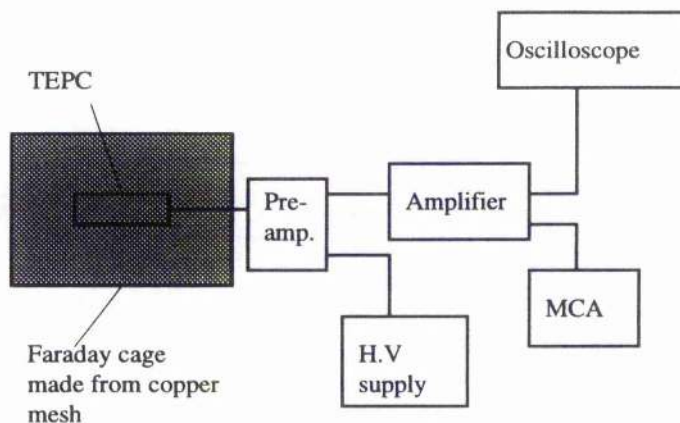 Oscilloscope
TEPC
Pre-
amp.
Amplifier
MCA
H.V
supply
Faraday cage
made from copper
mesh